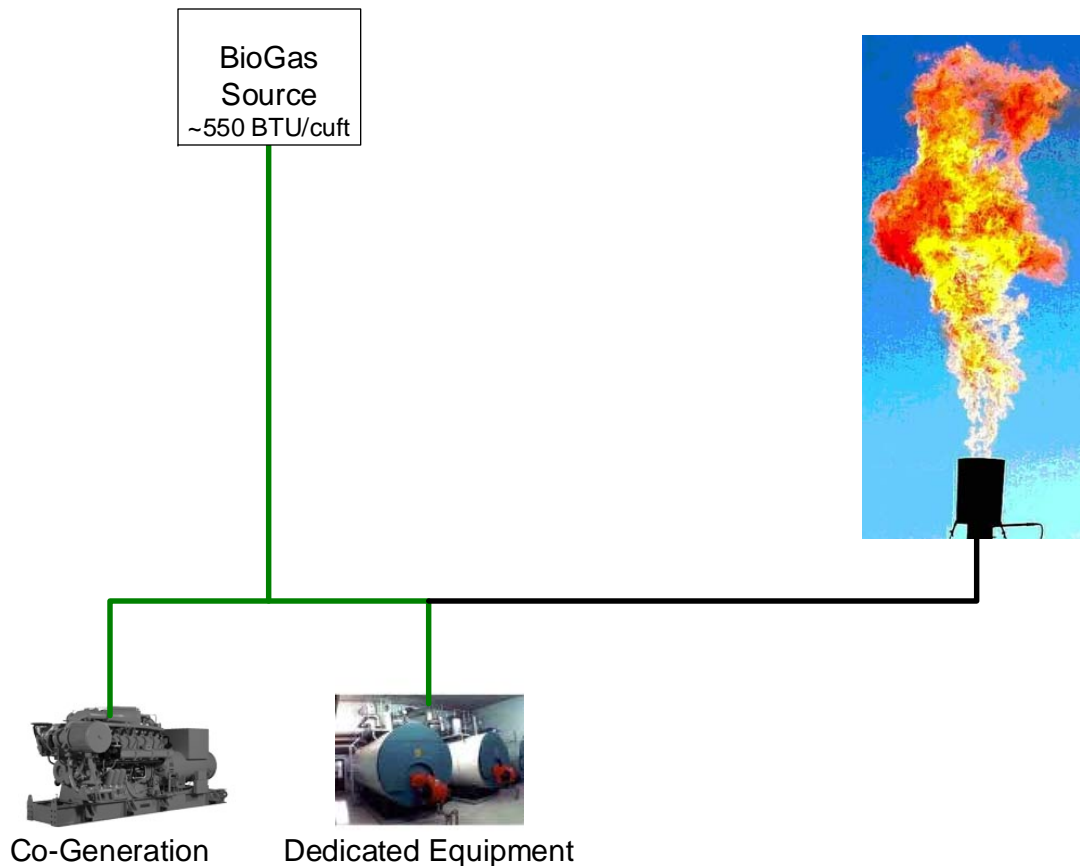 BioGas
Source
~550 BTU/cuft
Co-Generation
Dedicated Equipment